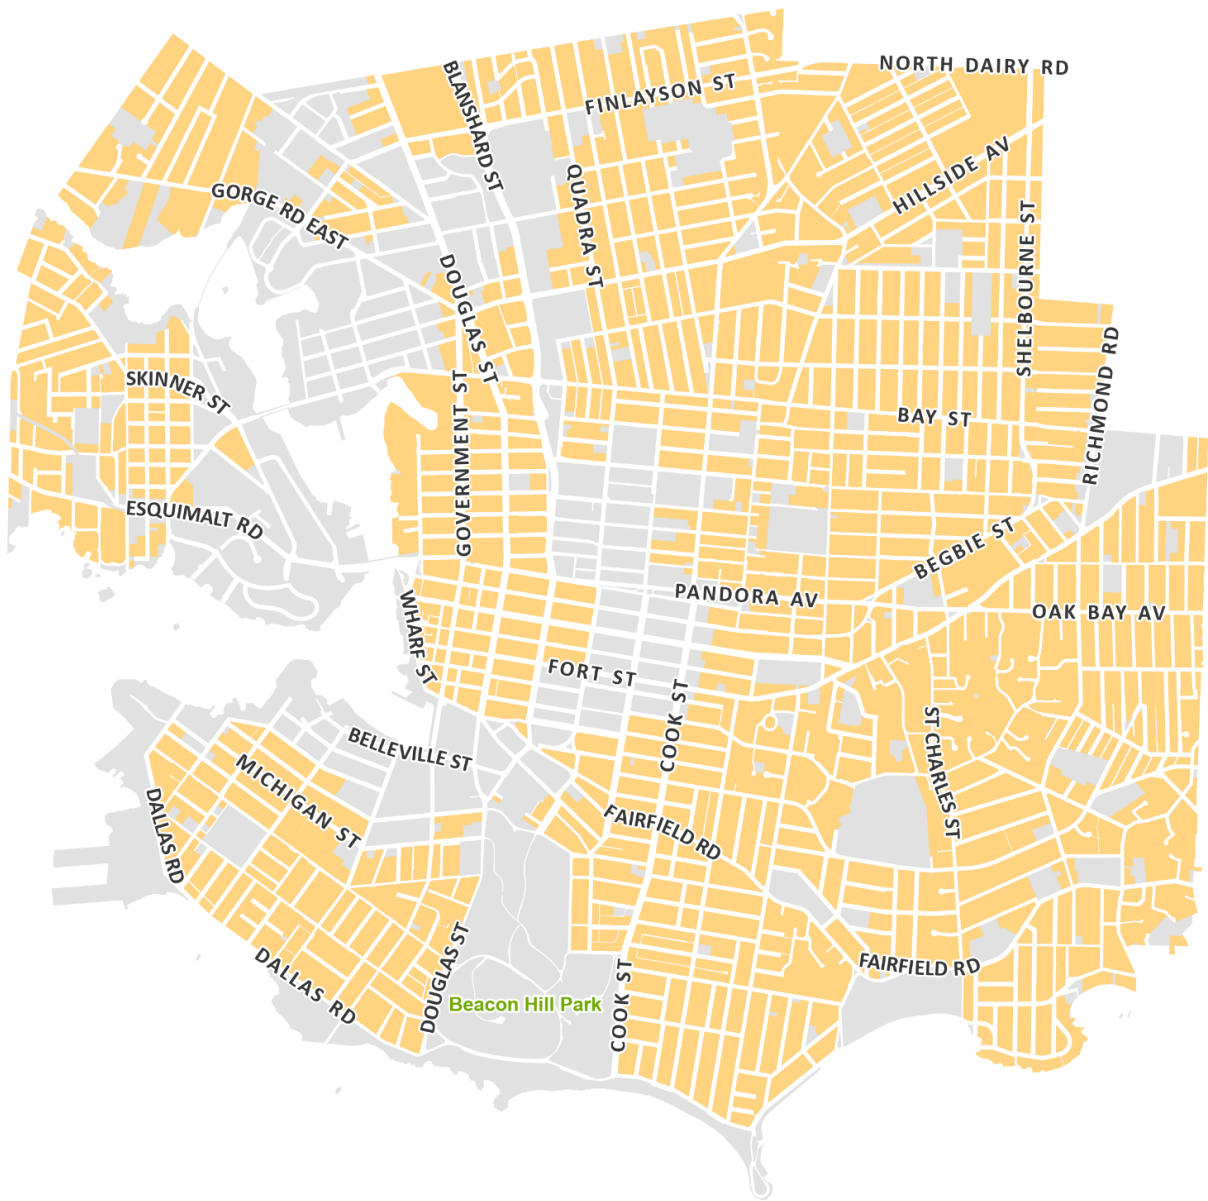 NORTH DAIRY RD
BLANSHARD ST
FINLAYSON ST
HILLSIDE AV
QUADRA ST
GORGE RD EAST
SHELBOURNE ST
DOUGLAS ST
RICHMOND RD
SKINNER ST
GOVERNMENT ST
BAY ST
ESQUIMALT RD
BEGBIE ST
PANDORA AV
OAK BAY AV
WHARF ST
FORT ST
COOK ST
ST CHARLES ST
BELLEVILLE ST
MICHIGAN ST
DALLAS RD
FAIRFIELD RD
DOUGLAS ST
FAIRFIELD RD
DALLAS RD
COOK ST
Beacon Hill Park